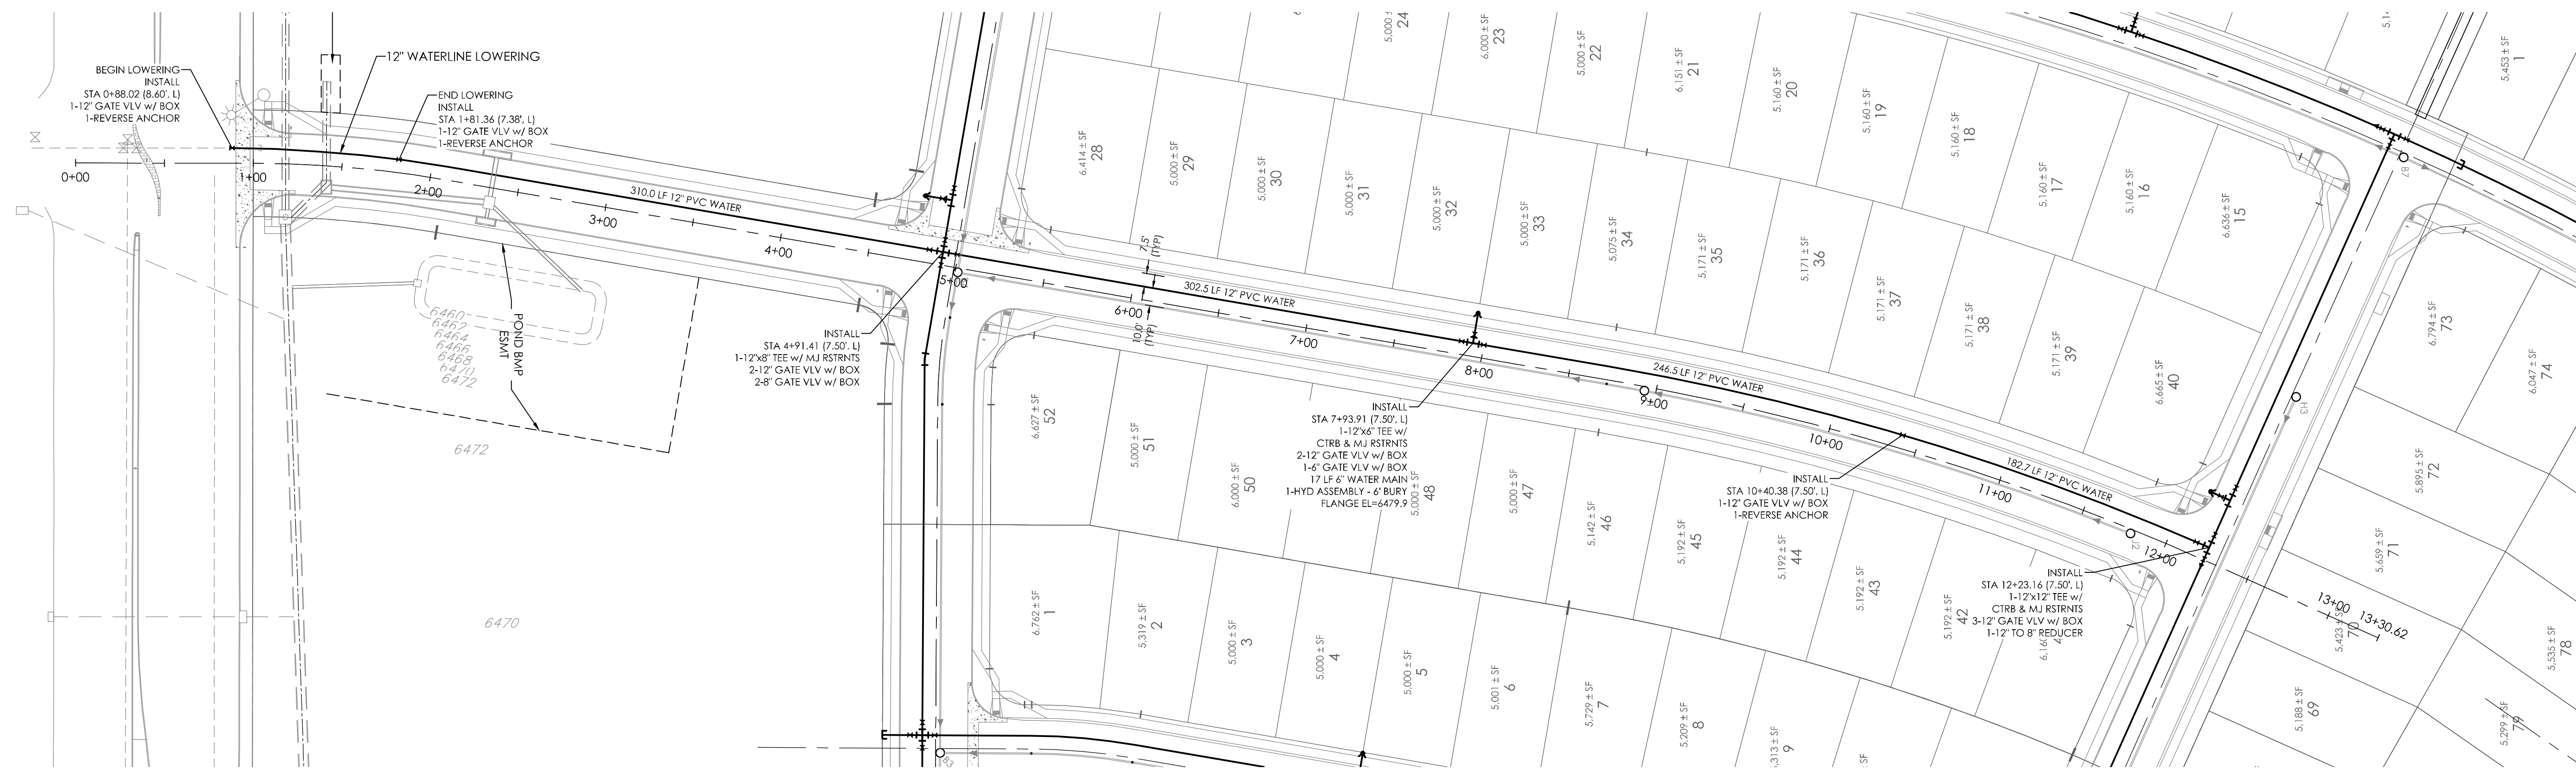 BEGIN LOWERING
INSTALL
STA 0+88.02 (8.60', L)
1-12" GATE VLV w/ BOX
1-REVERSE ANCHOR
12" WATERLINE LOWERING
END LOWERING
INSTALL
STA 1+81.36 (7.38', L)
1-12" GATE VLV w/ BOX
1-REVERSE ANCHOR
0+00
1+00
2+00
3+00
4+00
5+00
6+00
7+00
8+00
9+00
10+00
11+00
12+00
13+00
13+30.62
310.0 LF 12" PVC WATER
302.5 LF 12" PVC WATER
246.5 LF 12" PVC WATER
182.7 LF 12" PVC WATER
7.5'
(TYP)
10.0'
(TYP)
POND BMP
ESMT
6460
6462
6464
6466
6468
6470
6472
6472
6470
INSTALL
STA 4+91.41 (7.50', L)
1-12"x8" TEE w/ MJ RSTRNTS
2-12" GATE VLV w/ BOX
2-8" GATE VLV w/ BOX
INSTALL
STA 7+93.91 (7.50', L)
1-12"x6" TEE w/
CTRB & MJ RSTRNTS
2-12" GATE VLV w/ BOX
1-6" GATE VLV w/ BOX
17 LF 6" WATER MAIN
1-HYD ASSEMBLY - 6' BURY
FLANGE EL=6479.9
INSTALL
STA 10+40.38 (7.50', L)
1-12" GATE VLV w/ BOX
1-REVERSE ANCHOR
INSTALL
STA 12+23.16 (7.50', L)
1-12"x12" TEE w/
CTRB & MJ RSTRNTS
3-12" GATE VLV w/ BOX
1-12" TO 8" REDUCER
5,000 ± SF
24
6,000 ± SF
23
5,000 ± SF
22
6,151 ± SF
21
5,160 ± SF
20
5,160 ± SF
19
5,160 ± SF
18
5,160 ± SF
17
5,160 ± SF
16
6,636 ± SF
15
5,453 ± SF
1
6,414 ± SF
28
5,000 ± SF
29
5,000 ± SF
30
5,000 ± SF
31
5,000 ± SF
32
5,000 ± SF
33
5,075 ± SF
34
5,171 ± SF
35
5,171 ± SF
36
5,171 ± SF
37
5,171 ± SF
38
5,171 ± SF
39
6,665 ± SF
40
6,627 ± SF
52
5,000 ± SF
51
6,000 ± SF
50
5,000 ± SF
48
5,000 ± SF
47
5,142 ± SF
46
5,192 ± SF
45
5,192 ± SF
44
5,192 ± SF
43
5,192 ± SF
42
6,762 ± SF
1
5,319 ± SF
2
5,000 ± SF
3
5,000 ± SF
4
5,000 ± SF
5
5,001 ± SF
6
5,729 ± SF
7
5,209 ± SF
8
9
6,794 ± SF
73
6,047 ± SF
74
5,895 ± SF
72
5,659 ± SF
71
5,423 ± SF
70
5,188 ± SF
69
5,535 ± SF
78
5,299 ± SF
79
B7
H3
J2
B3